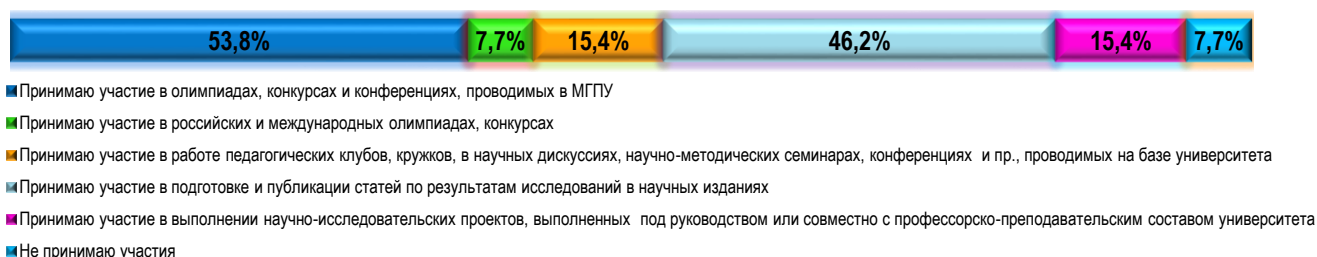 53,8% 7,7% 15,4% 46,2% 15,4% 7,7%
Принимаю участие в олимпиадах, конкурсах и конференциях, проводимых в МГПУ
Принимаю участие в российских и международных олимпиадах, конкурсах
Принимаю участие в работе педагогических клубов, кружков, в научных дискуссиях, научно-методических семинарах, конференциях и пр., проводимых на базе университета
Принимаю участие в подготовке и публикации статей по результатам исследований в научных изданиях
Принимаю участие в выполнении научно-исследовательских проектов, выполненных под руководством или совместно с профессорско-преподавательским составом университета
Не принимаю участия